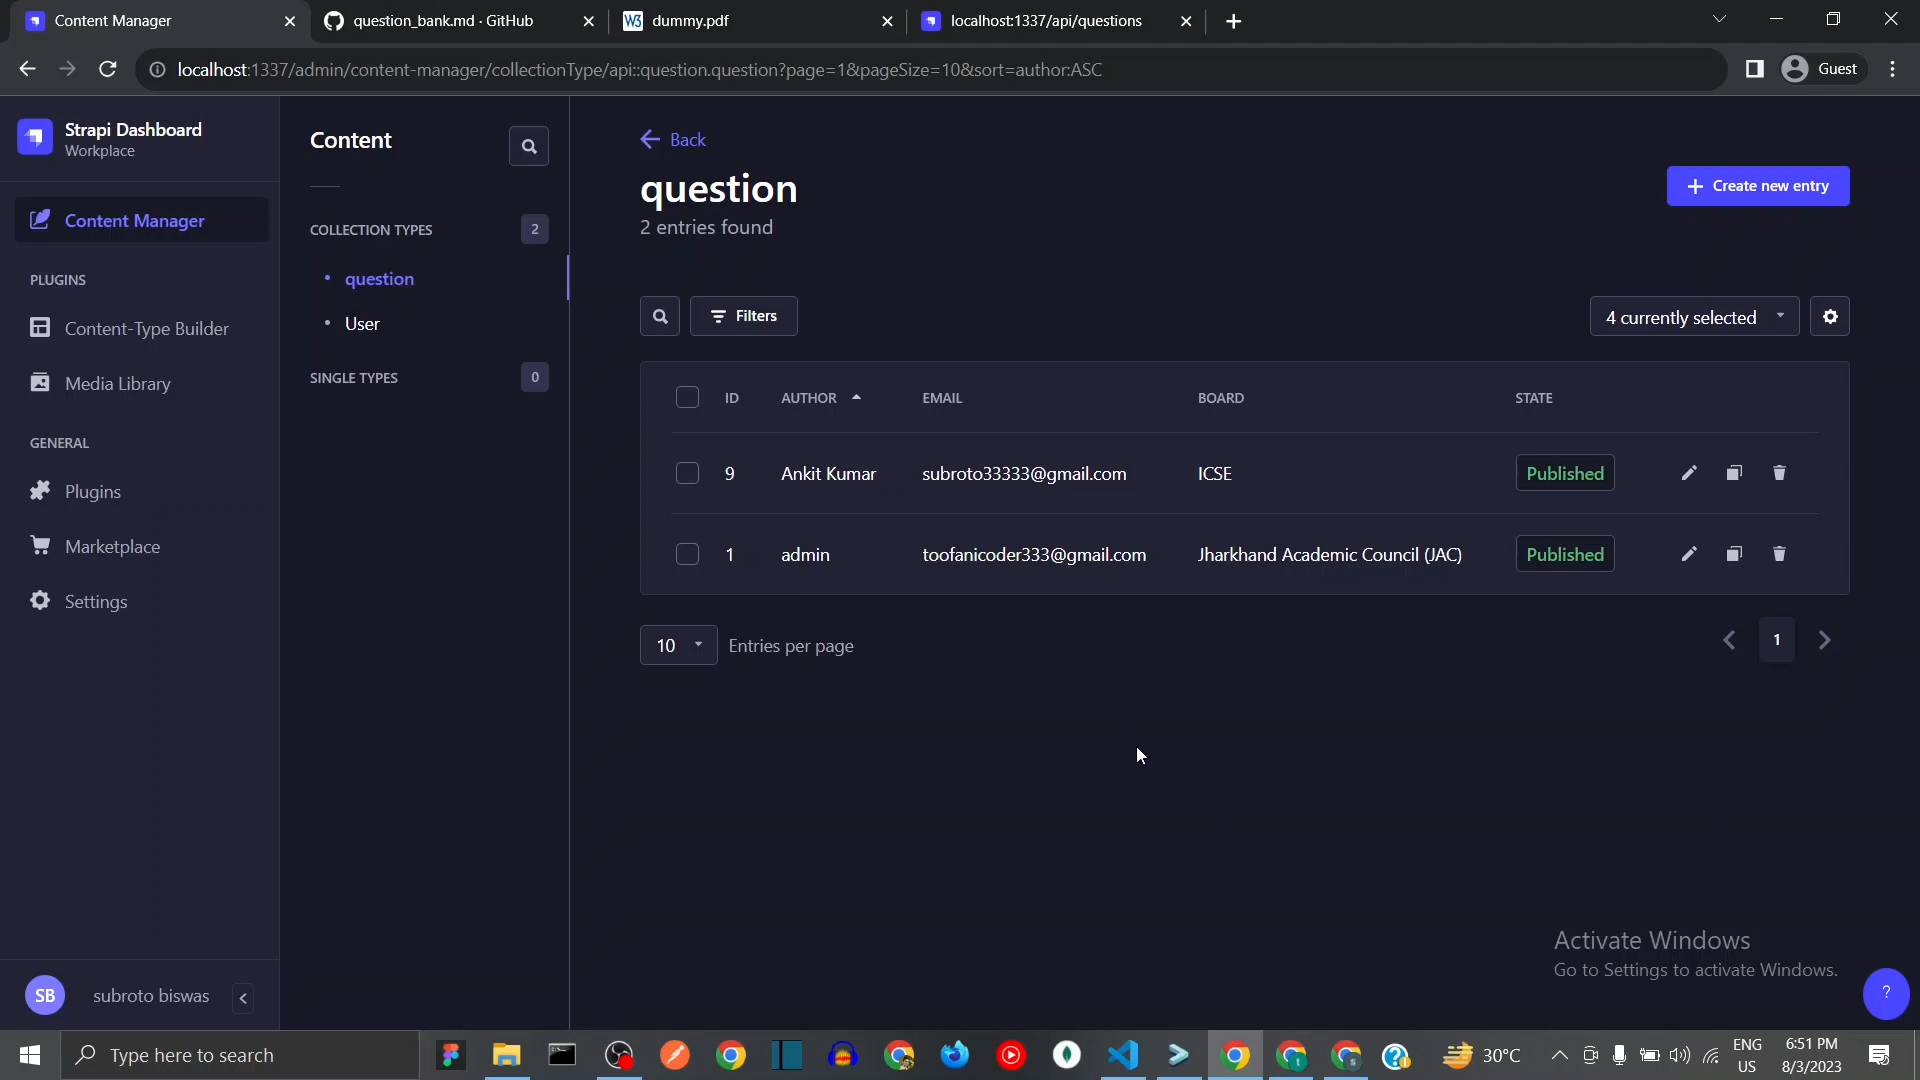 Content Manager
question_bank.md · GitHub
W3 dummy.pdf
localhost:1337/api/questions
localhost:1337/admin/content-manager/collectionType/api::question.question?page=1&pageSize=10&sort=author:ASC
Guest
Strapi Dashboard
Workplace
Content Manager
PLUGINS
Content-Type Builder
Media Library
GENERAL
Plugins
Marketplace
Settings
SB subroto biswas
Content
COLLECTION TYPES 2
question
User
SINGLE TYPES 0
Back
question
2 entries found
Create new entry
Filters
4 currently selected
ID AUTHOR EMAIL BOARD STATE
9 Ankit Kumar subroto33333@gmail.com ICSE Published
1 admin toofanicoder333@gmail.com Jharkhand Academic Council (JAC) Published
10 Entries per page
1
Activate Windows
Go to Settings to activate Windows.
?
Type here to search
30°C
ENG
US
6:51 PM
8/3/2023